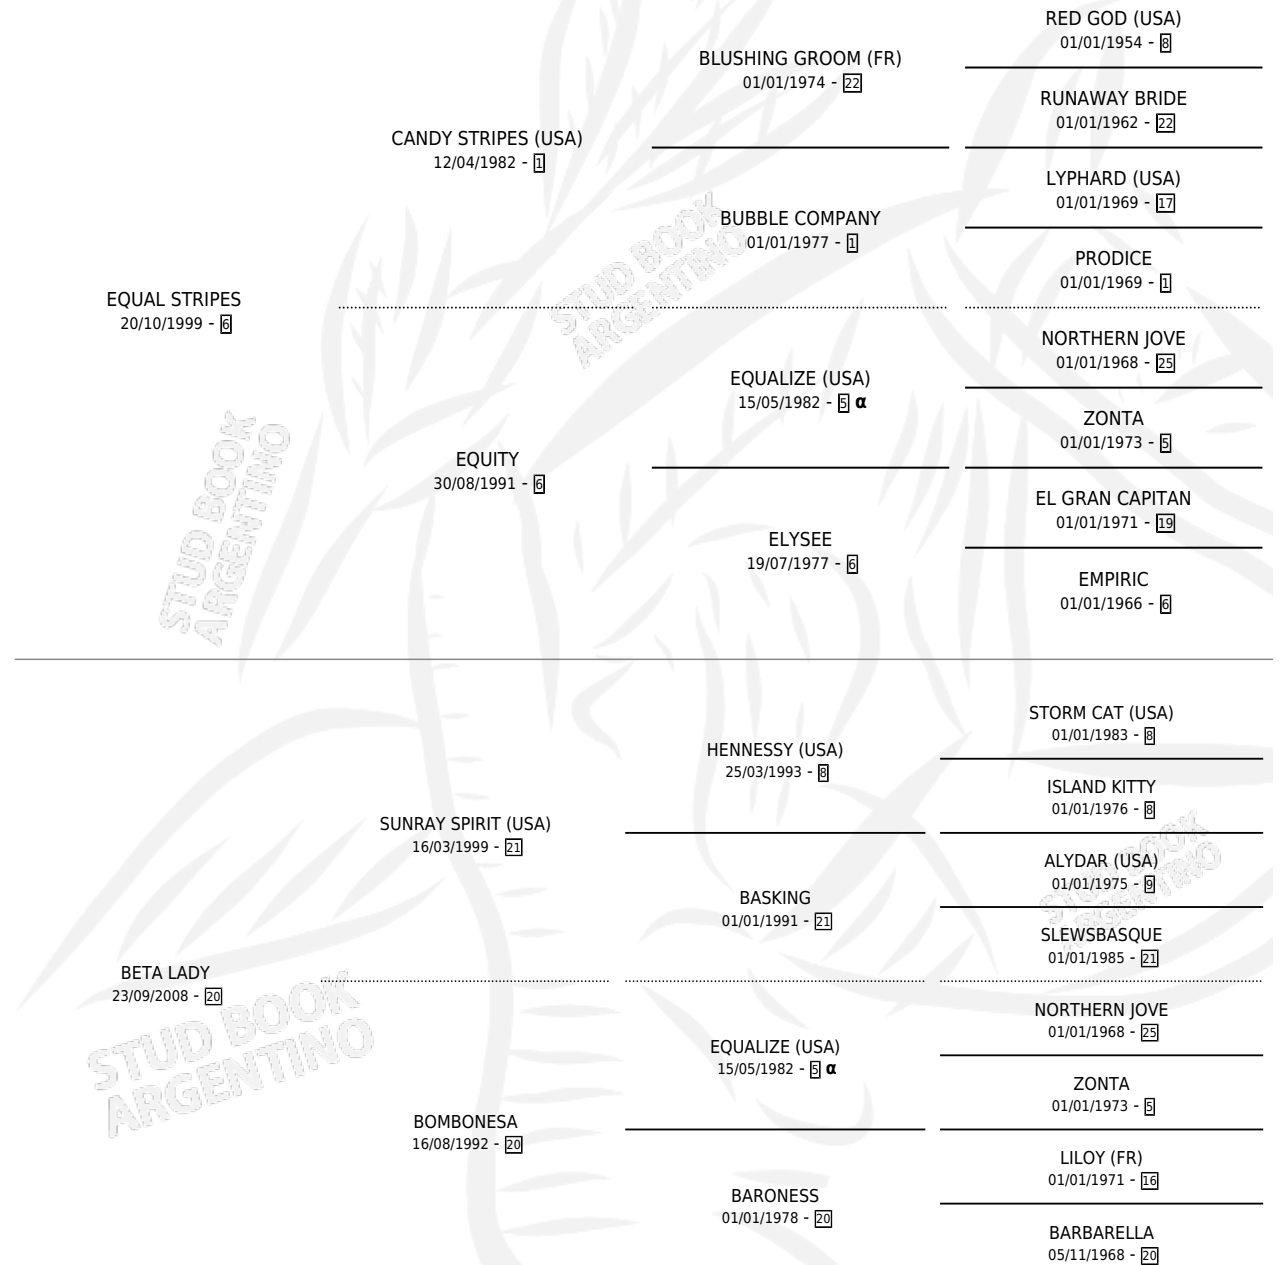 RED GOD (USA)
01/01/1954 - 8
BLUSHING GROOM (FR)
01/01/1974 - 22
RUNAWAY BRIDE
01/01/1962 - 22
CANDY STRIPES (USA)
12/04/1982 - 1
LYPHARD (USA)
01/01/1969 - 17
BUBBLE COMPANY
01/01/1977 - 1
PRODICE
01/01/1969 - 1
STUD BOOK
ARGENTINO
EQUAL STRIPES
20/10/1999 - 6
NORTHERN JOVE
01/01/1968 - 25
EQUALIZE (USA)
15/05/1982 - 5 α
ZONTA
01/01/1973 - 5
EQUITY
30/08/1991 - 6
EL GRAN CAPITAN
01/01/1971 - 19
ELYSEE
19/07/1977 - 6
EMPIRIC
01/01/1966 - 6
STUD BOOK
ARGENTINO
STORM CAT (USA)
01/01/1983 - 8
HENNESSY (USA)
25/03/1993 - 8
ISLAND KITTY
01/01/1976 - 8
SUNRAY SPIRIT (USA)
16/03/1999 - 21
ALYDAR (USA)
01/01/1975 - 9
BASKING
01/01/1991 - 21
SLEWSBASQUE
01/01/1985 - 21
STUD BOOK
ARGENTINO
BETA LADY
23/09/2008 - 20
NORTHERN JOVE
01/01/1968 - 25
EQUALIZE (USA)
15/05/1982 - 5 α
ZONTA
01/01/1973 - 5
BOMBONESA
16/08/1992 - 20
LILOY (FR)
01/01/1971 - 16
BARONESS
01/01/1978 - 20
BARBARELLA
05/11/1968 - 20
STUD BOOK
ARGENTINO